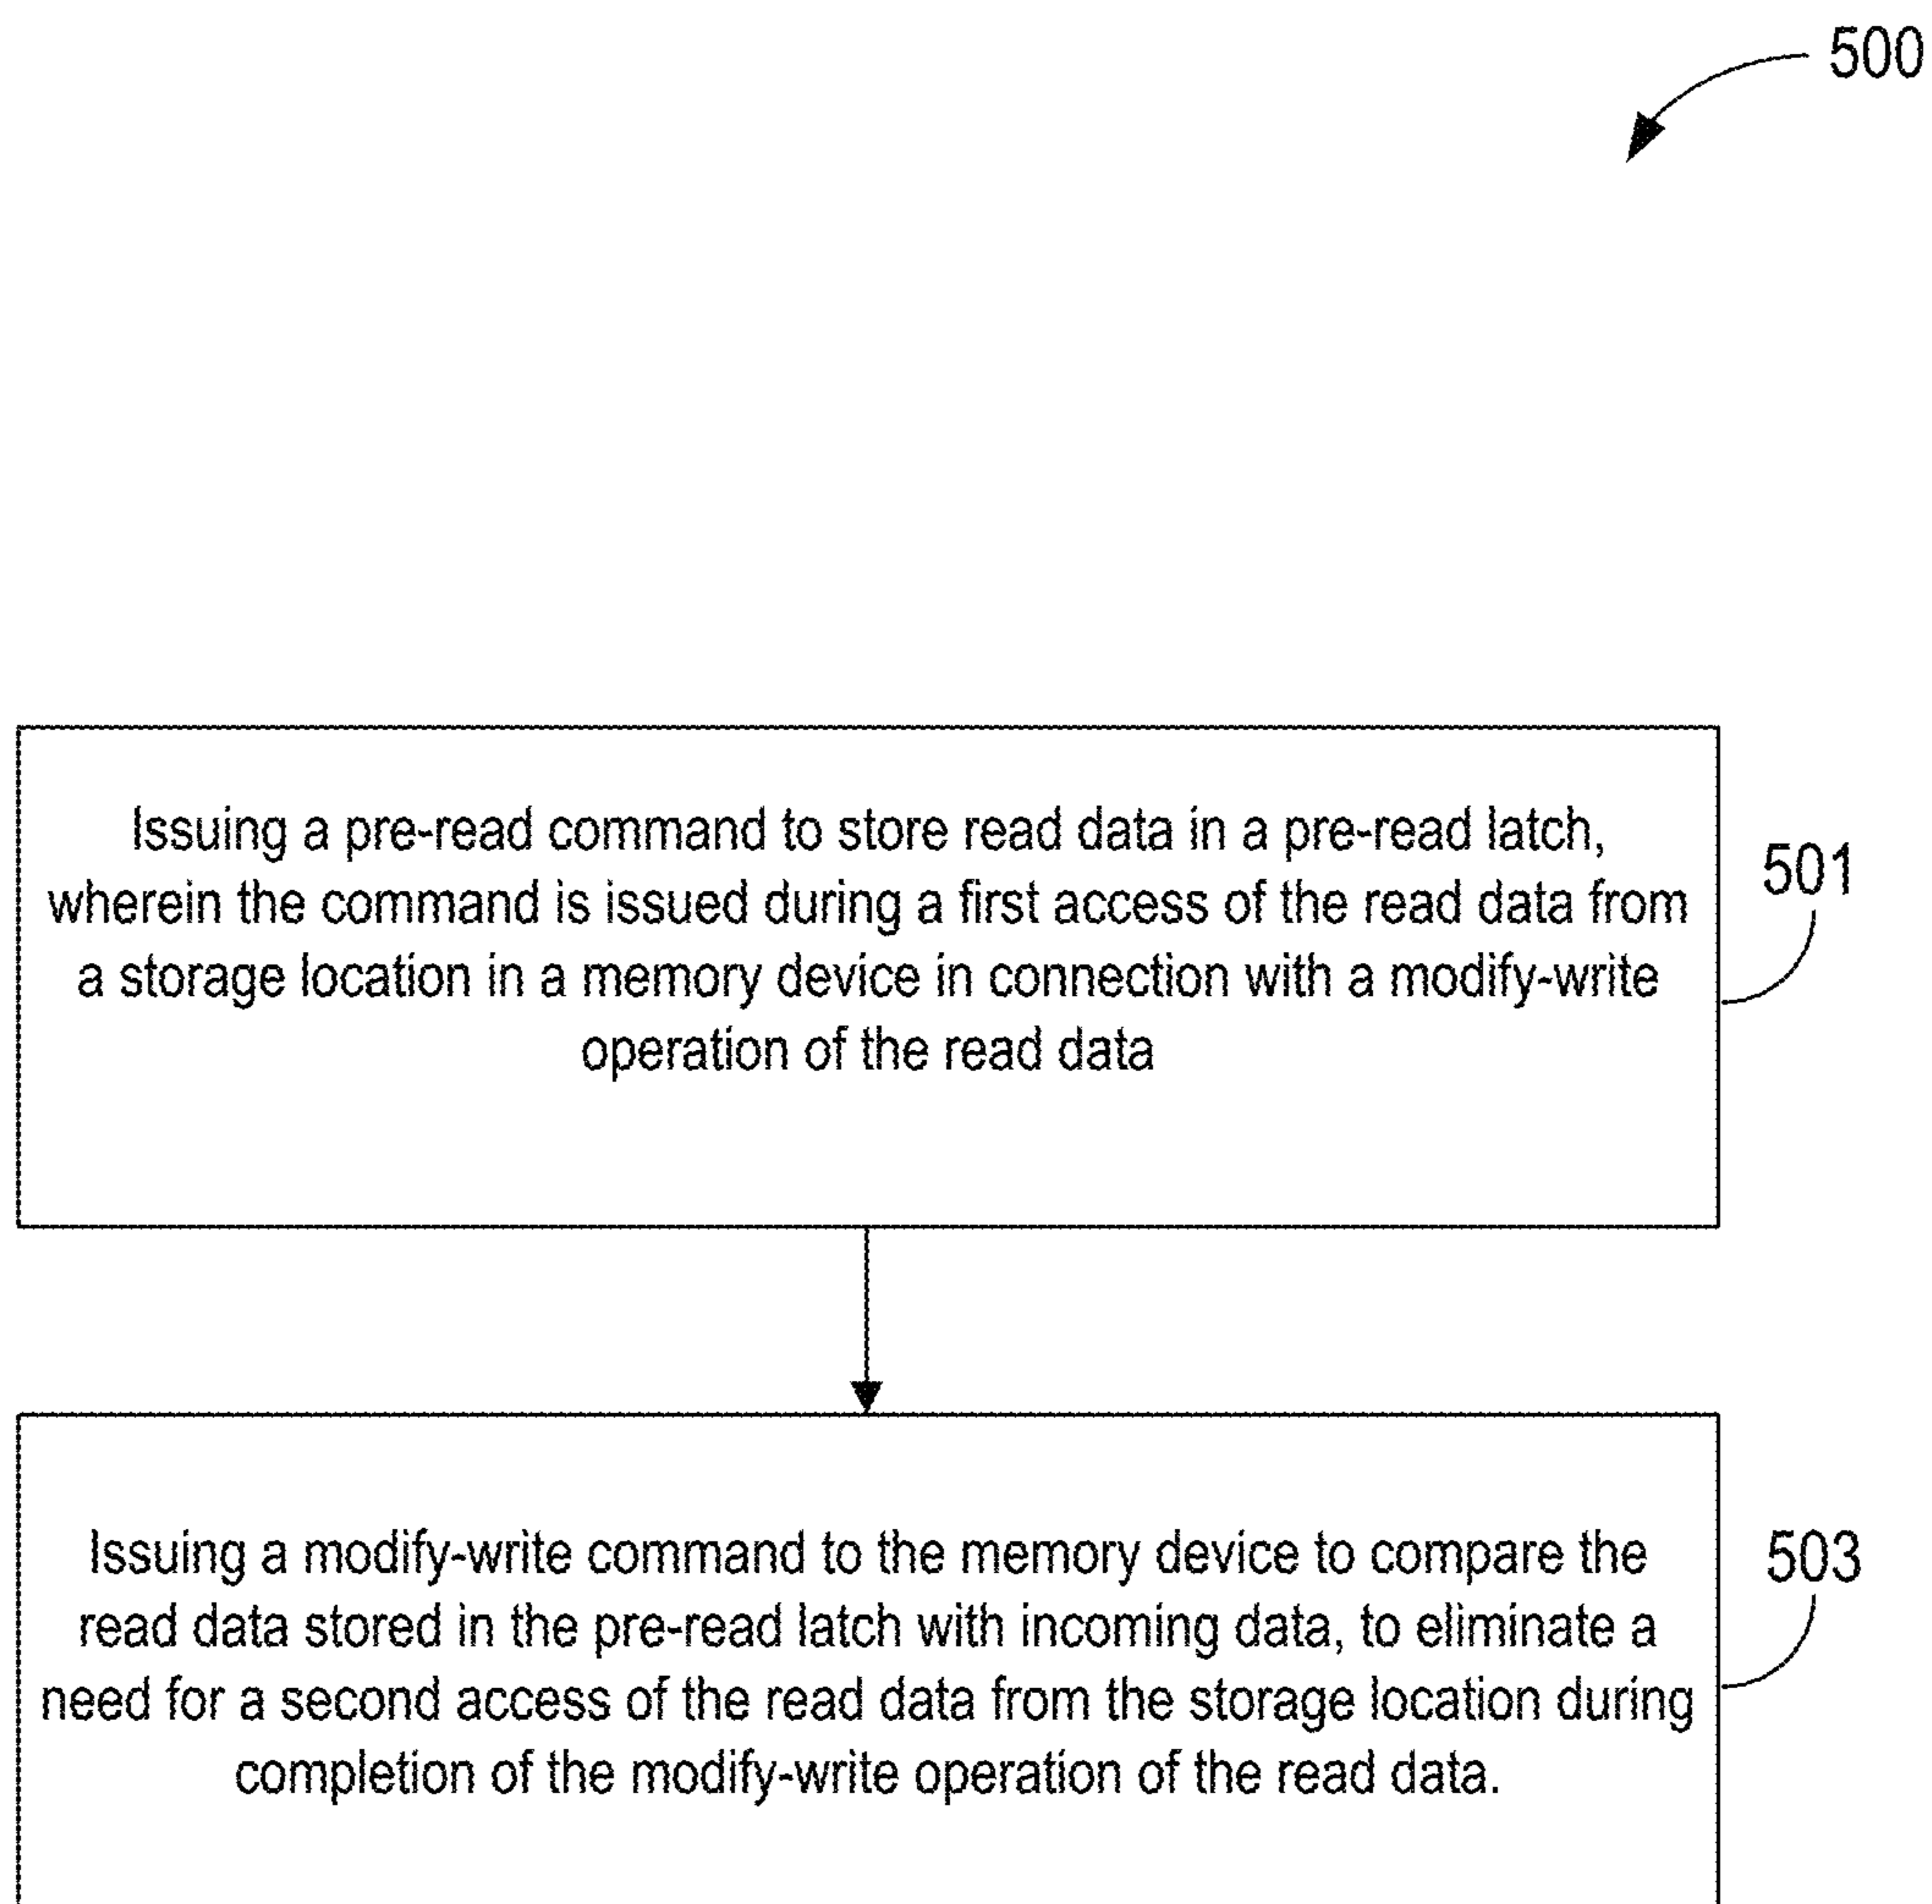 500
Issuing a pre-read command to store read data in a pre-read latch,
wherein the command is issued during a first access of the read data from
a storage location in a memory device in connection with a modify-write
operation of the read data
501
Issuing a modify-write command to the memory device to compare the
read data stored in the pre-read latch with incoming data, to eliminate a
need for a second access of the read data from the storage location during
completion of the modify-write operation of the read data.
503